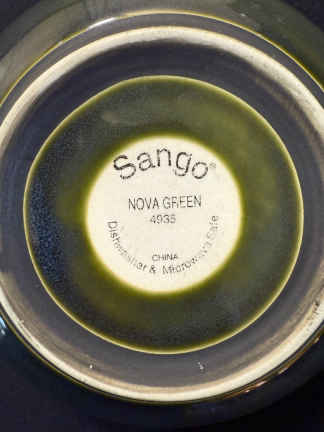 Sango®
NOVA GREEN
4935
CHINA
Dishwasher & Microwave Safe